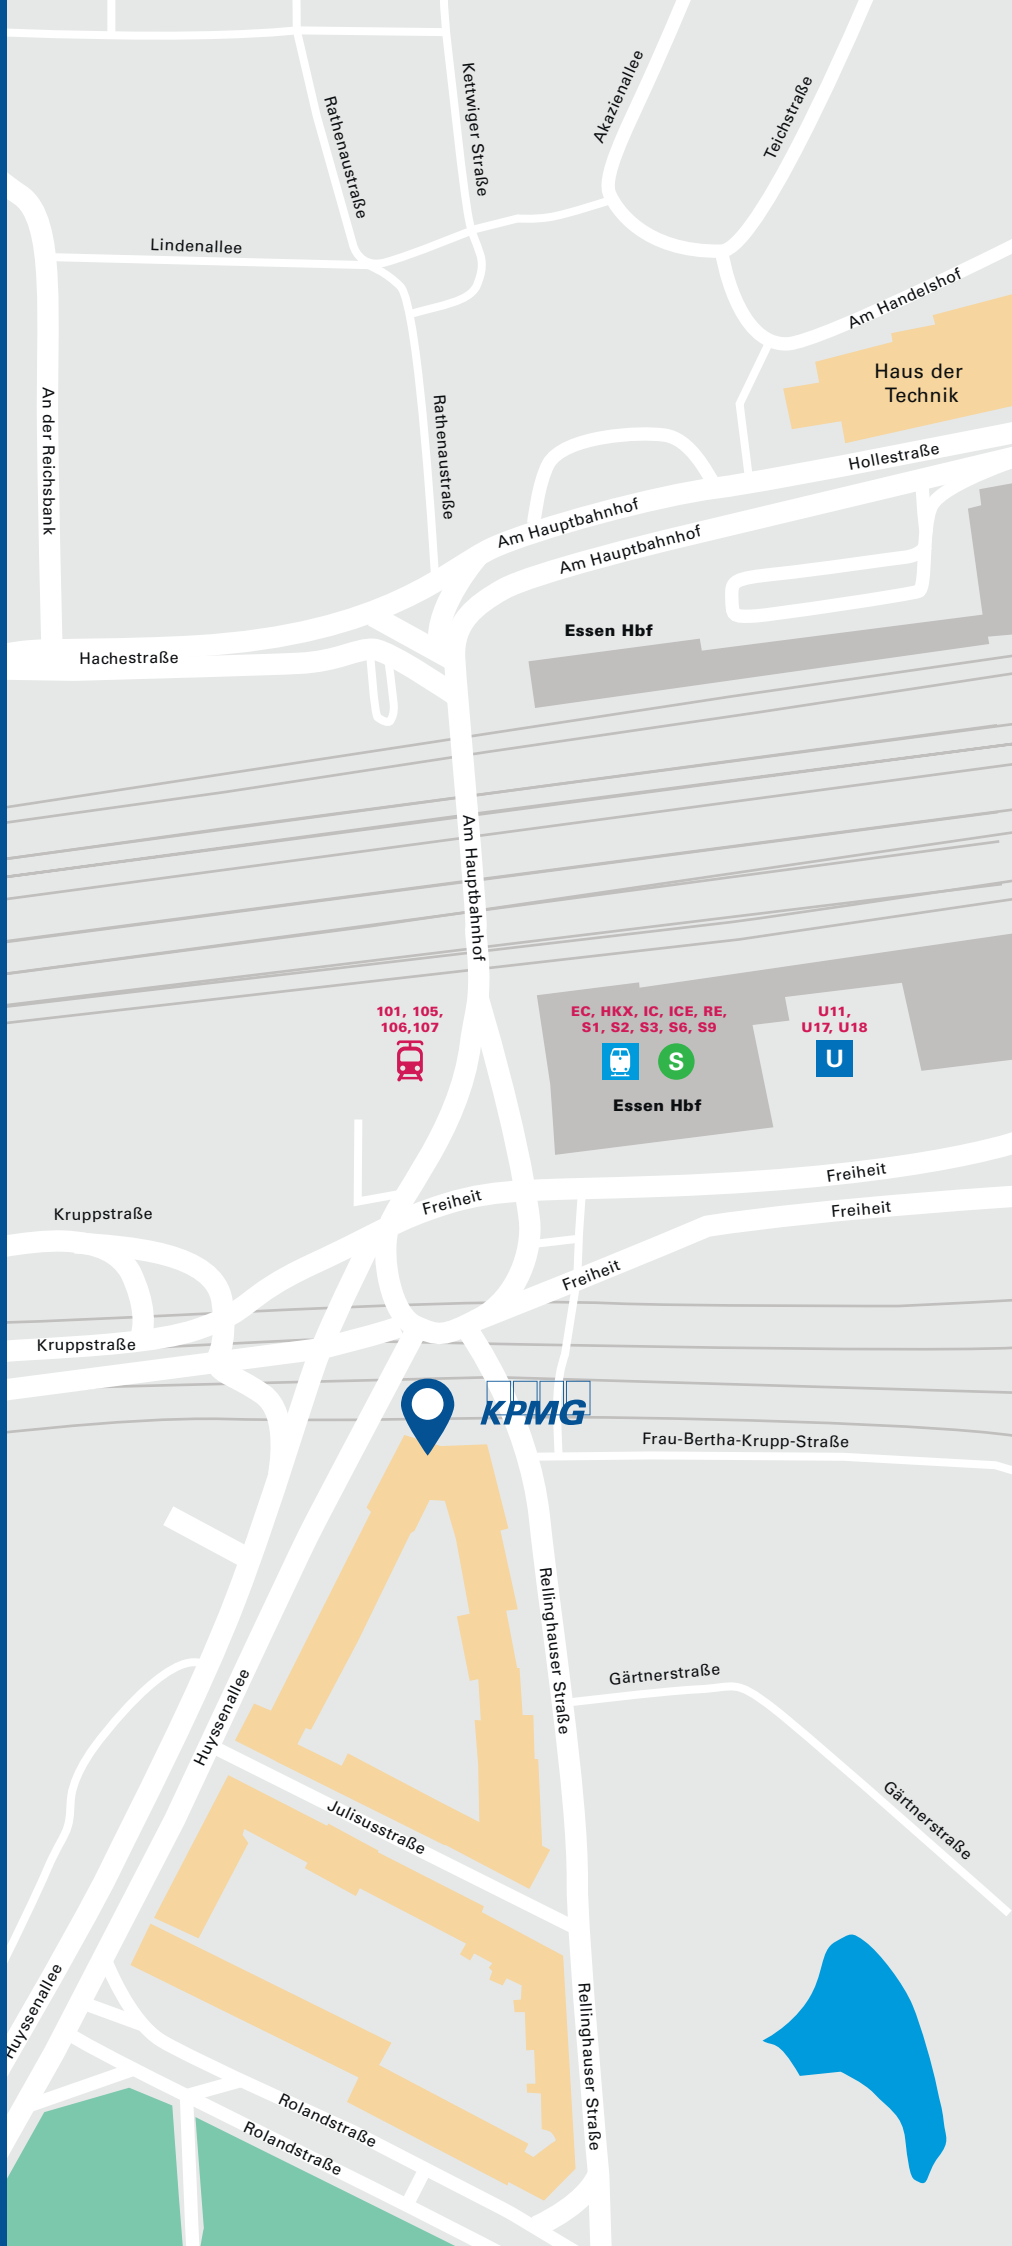 Kettwiger Straße
Akazienallee
Teichstraße
Rathenaustraße
Lindenallee
Am Handelshof
Haus der
Technik
An der Reichsbank
Rathenaustraße
Hollestraße
Am Hauptbahnhof
Am Hauptbahnhof
Essen Hbf
Hachestraße
Am Hauptbahnhof
101, 105,
106,107
EC, HKX, IC, ICE, RE,
S1, S2, S3, S6, S9
S
Essen Hbf
U11,
U17, U18
U
Freiheit
Freiheit
Kruppstraße
Freiheit
Freiheit
Kruppstraße
KPMG
Frau-Bertha-Krupp-Straße
Rellinghauser Straße
Gärtnerstraße
Huyssenallee
Gärtnerstraße
Julisusstraße
Huyssenallee
Rellinghauser Straße
Rolandstraße
Rolandstraße